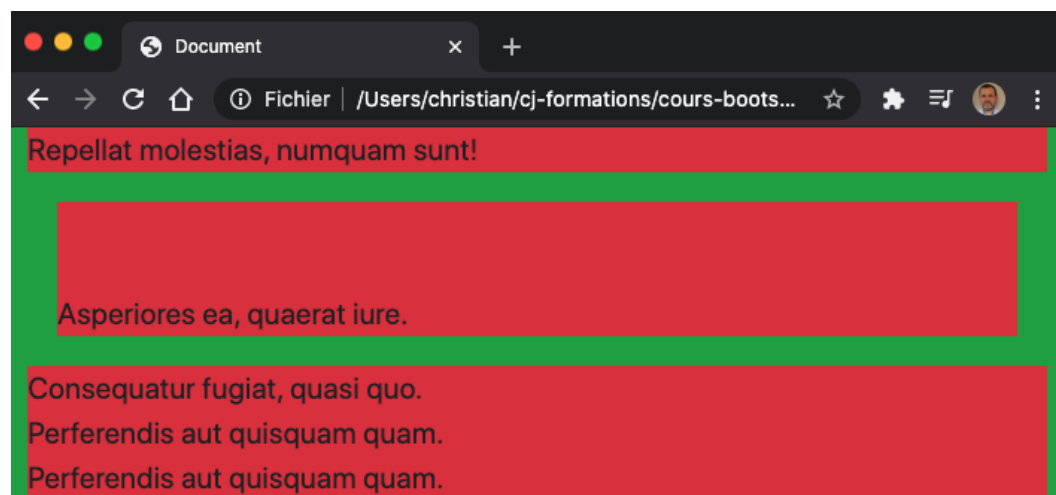 Document
Fichier /Users/christian/cj-formations/cours-boots...
Repellat molestias, numquam sunt!
Asperiores ea, quaerat iure.
Consequatur fugiat, quasi quo.
Perferendis aut quisquam quam.
Perferendis aut quisquam quam.